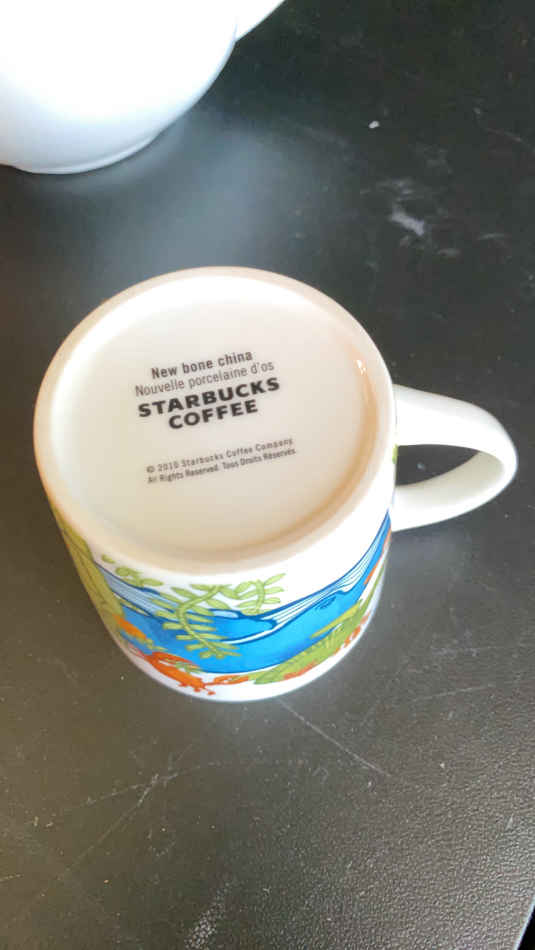 New bone china
Nouvelle porcelaine d'os
STARBUCKS
COFFEE
© 2010 Starbucks Coffee Company.
All Rights Reserved. Tous Droits Réservés.